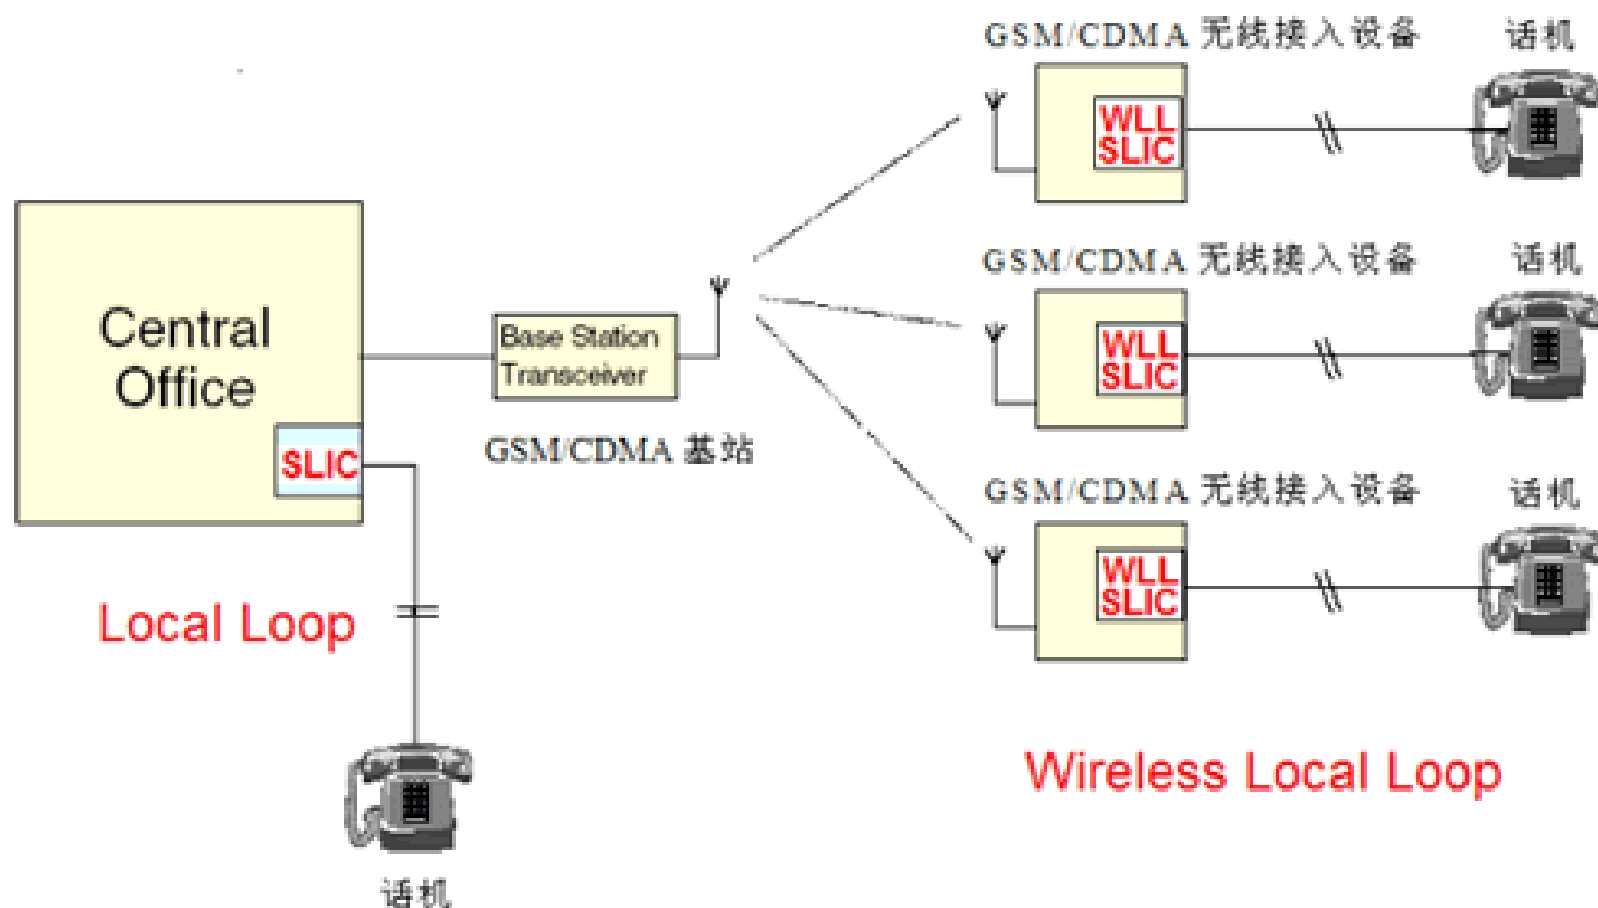 GSM/CDMA 无线接入设备
话机
WLL
SLIC
GSM/CDMA 无线接入设备
话机
WLL
SLIC
Central
Office
SLIC
Base Station
Transceiver
GSM/CDMA 基站
GSM/CDMA 无线接入设备
话机
WLL
SLIC
Local Loop
Wireless Local Loop
话机